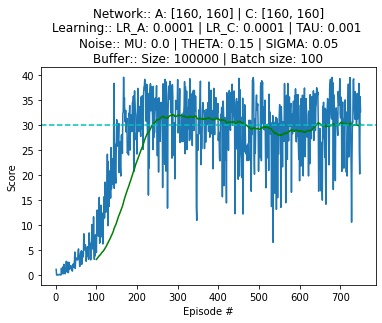 Network:: A: [160, 160] | C: [160, 160]
Learning:: LR_A: 0.0001 | LR_C: 0.0001 | TAU: 0.001
Noise:: MU: 0.0 | THETA: 0.15 | SIGMA: 0.05
Buffer:: Size: 100000 | Batch size: 100
40
35
30
25
20
15
10
5
0
Score
0 100 200 300 400 500 600 700
Episode #